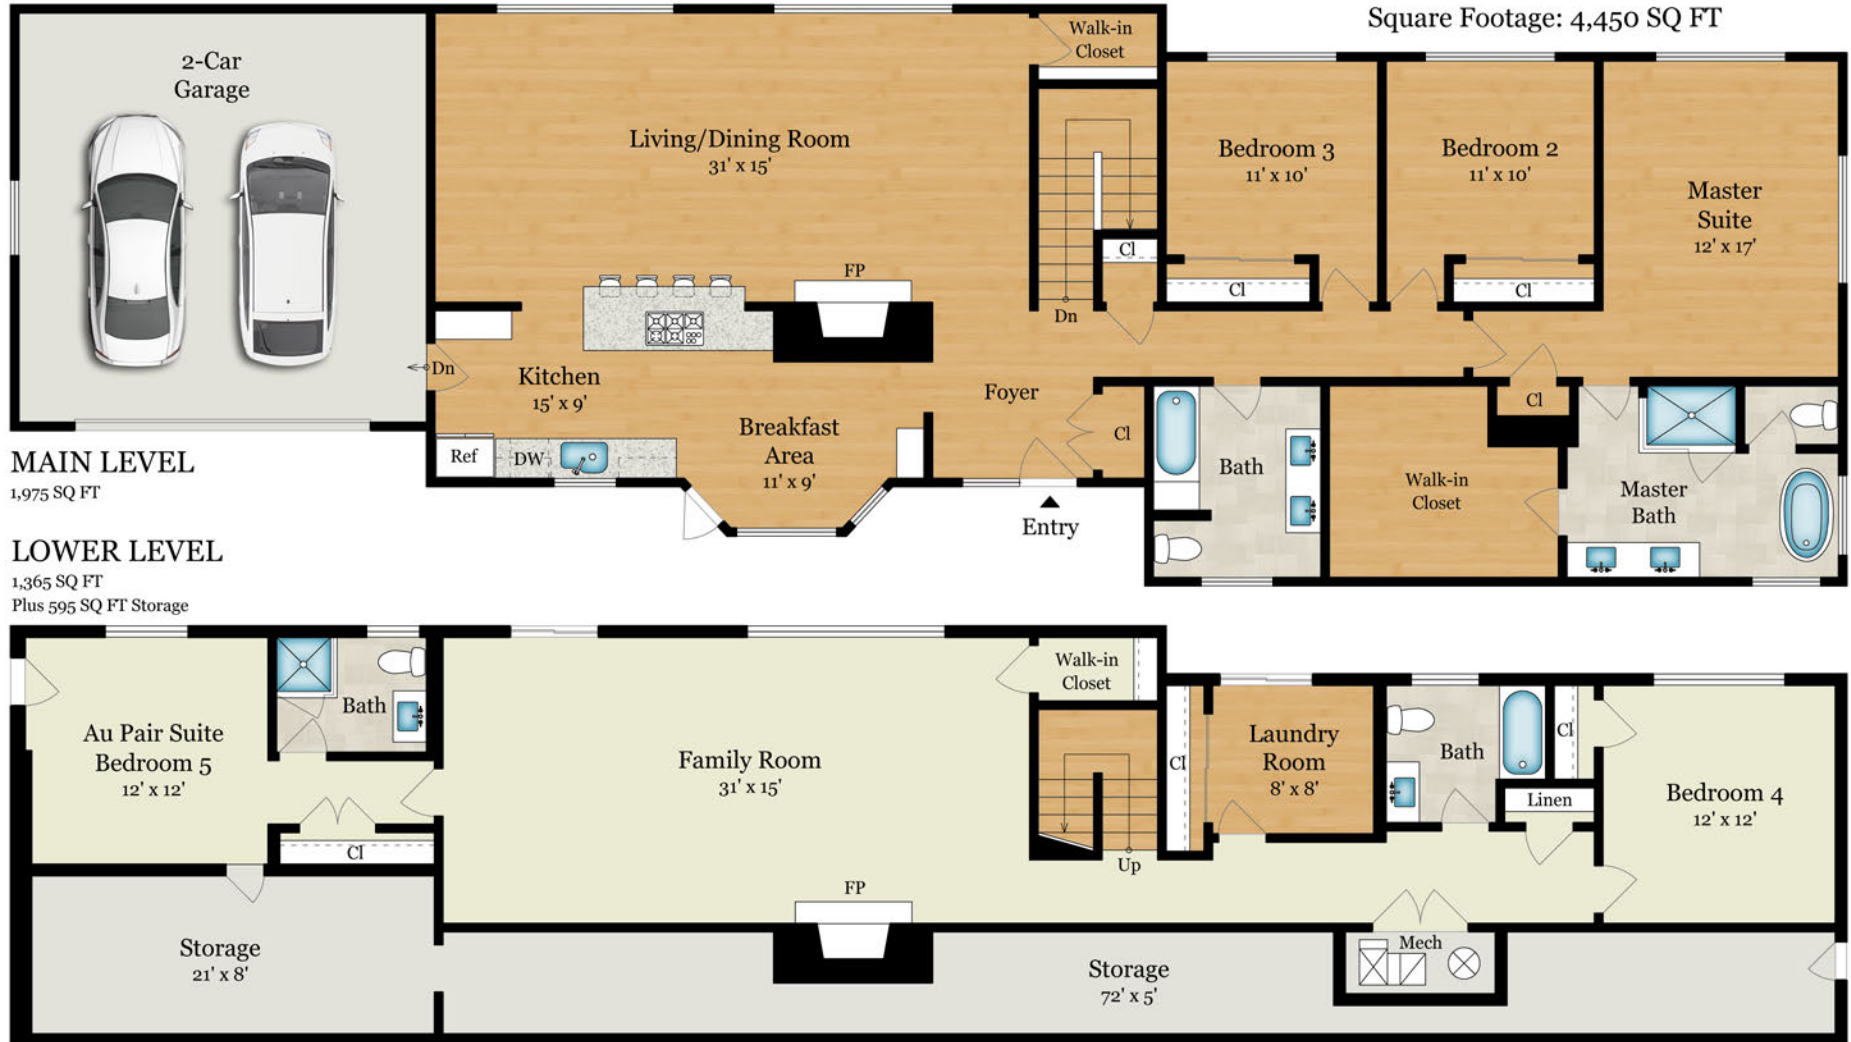 Square Footage: 4,450 SQ FT
2-Car
Garage
Living/Dining Room
31' x 15'
Walk-in
Closet
Bedroom 3
11' x 10'
Bedroom 2
11' x 10'
Master
Suite
12' x 17'
Cl
Cl
Cl
FP
Dn
Dn
Kitchen
15' x 9'
Foyer
Cl
Cl
Breakfast
Area
11' x 9'
Ref
DW
Bath
Walk-in
Closet
Master
Bath
Entry
MAIN LEVEL
1,975 SQ FT
LOWER LEVEL
1,365 SQ FT
Plus 595 SQ FT Storage
Au Pair Suite
Bedroom 5
12' x 12'
Bath
Cl
Family Room
31' x 15'
Walk-in
Closet
Cl
Laundry
Room
8' x 8'
Bath
Cl
Linen
Bedroom 4
12' x 12'
Up
FP
Storage
21' x 8'
Storage
72' x 5'
Mech